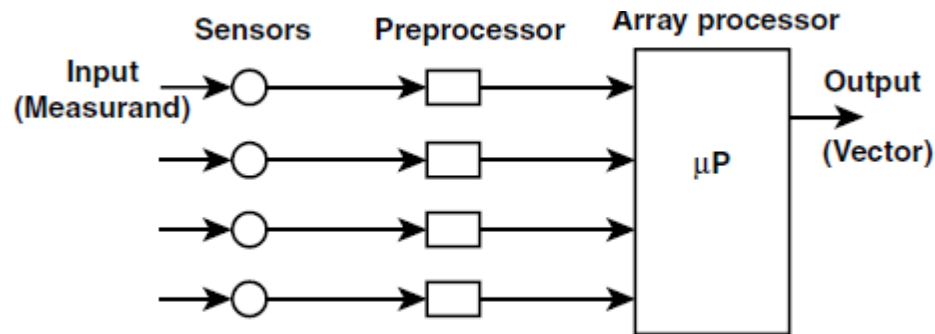 Sensors
Preprocessor
Array processor
Input
(Measurand)
Output
(Vector)
μP